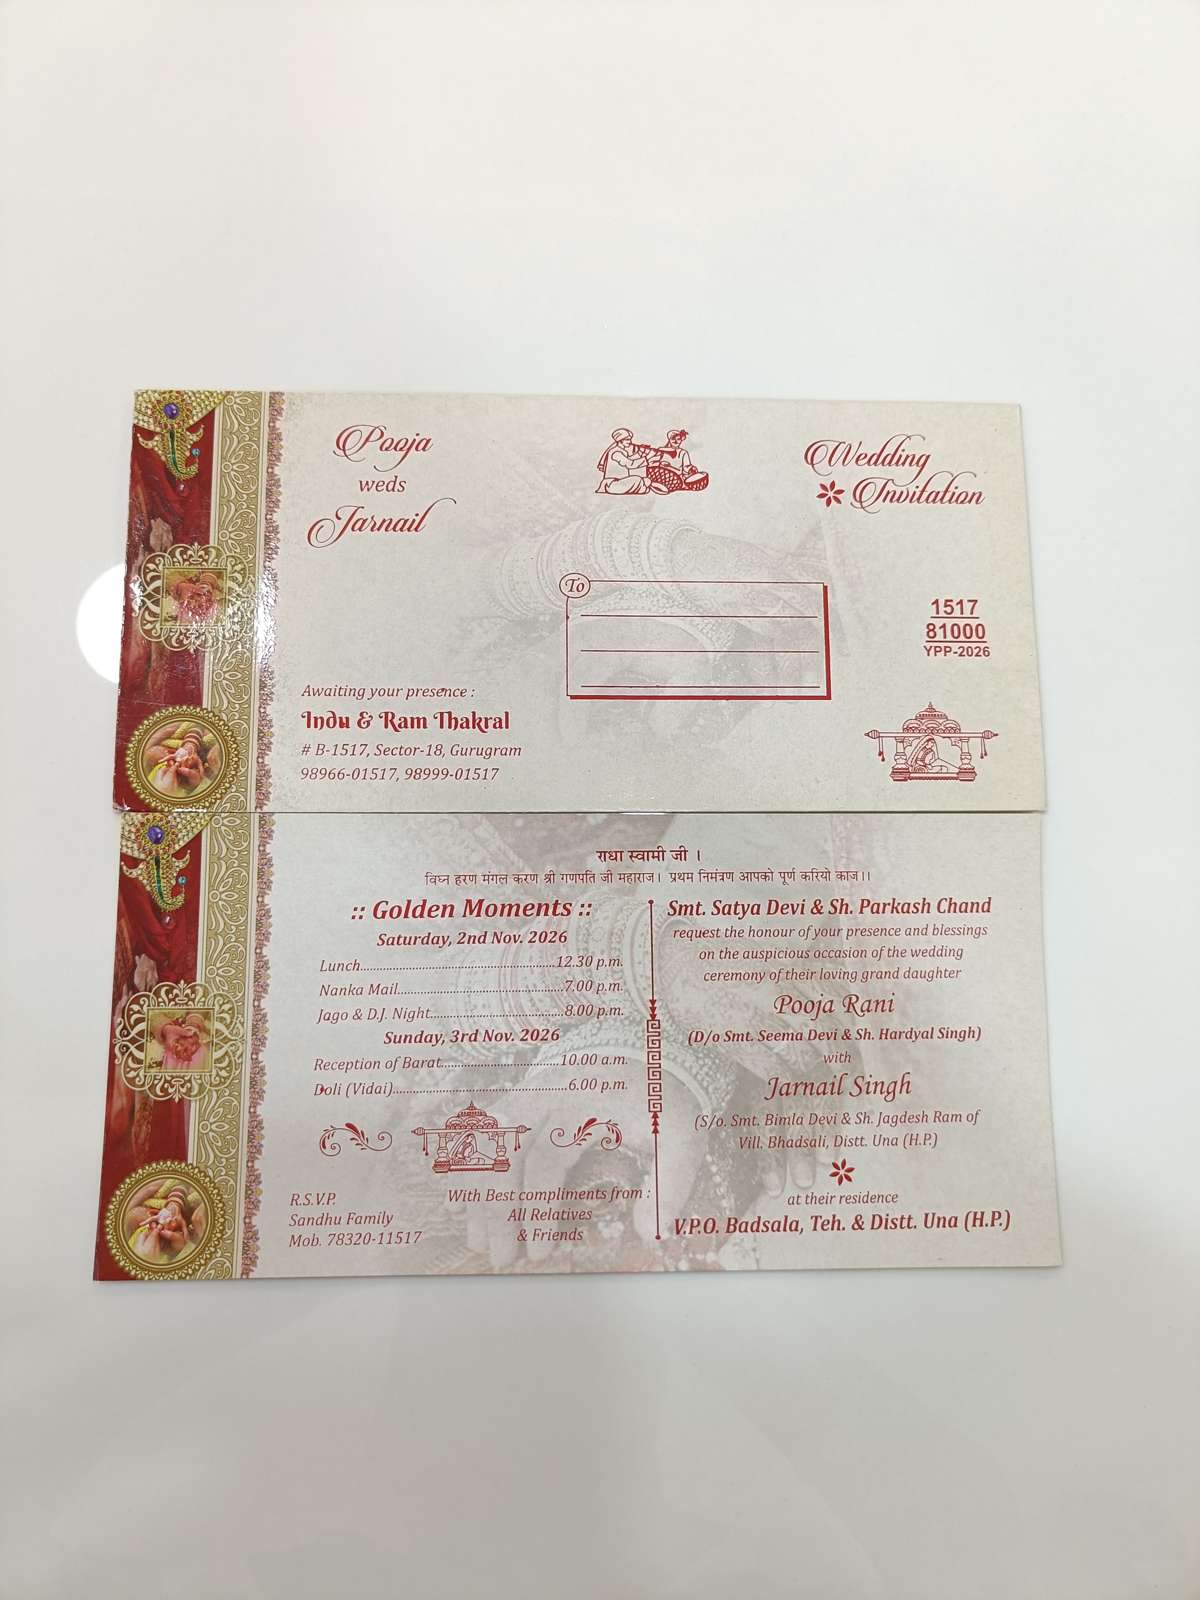 Pooja
weds
Jarnail
Wedding
Invitation
To
1517
81000
YPP-2026
Awaiting your presence :
Indu & Ram Thakral
# B-1517, Sector-18, Gurugram
98966-01517, 98999-01517
राधा स्वामी जी ।
विघ्न हरण मंगल करण श्री गणपति जी महाराज। प्रथम निमंत्रण आपको पूर्ण करियो काज।।
:: Golden Moments ::
Saturday, 2nd Nov. 2026
Lunch............................................12.30 p.m.
Nanka Mail.....................................7.00 p.m.
Jago & D.J. Night..............................8.00 p.m.
Sunday, 3rd Nov. 2026
Reception of Barat..........................10.00 a.m.
Doli (Vidai)......................................6.00 p.m.
R.S.V.P.
Sandhu Family
Mob. 78320-11517
With Best compliments from :
All Relatives
& Friends
Smt. Satya Devi & Sh. Parkash Chand
request the honour of your presence and blessings
on the auspicious occasion of the wedding
ceremony of their loving grand daughter
Pooja Rani
(D/o Smt. Seema Devi & Sh. Hardyal Singh)
with
Jarnail Singh
(S/o. Smt. Bimla Devi & Sh. Jagdesh Ram of
Vill. Bhadsali, Distt. Una (H.P.)
at their residence
V.P.O. Badsala, Teh. & Distt. Una (H.P.)